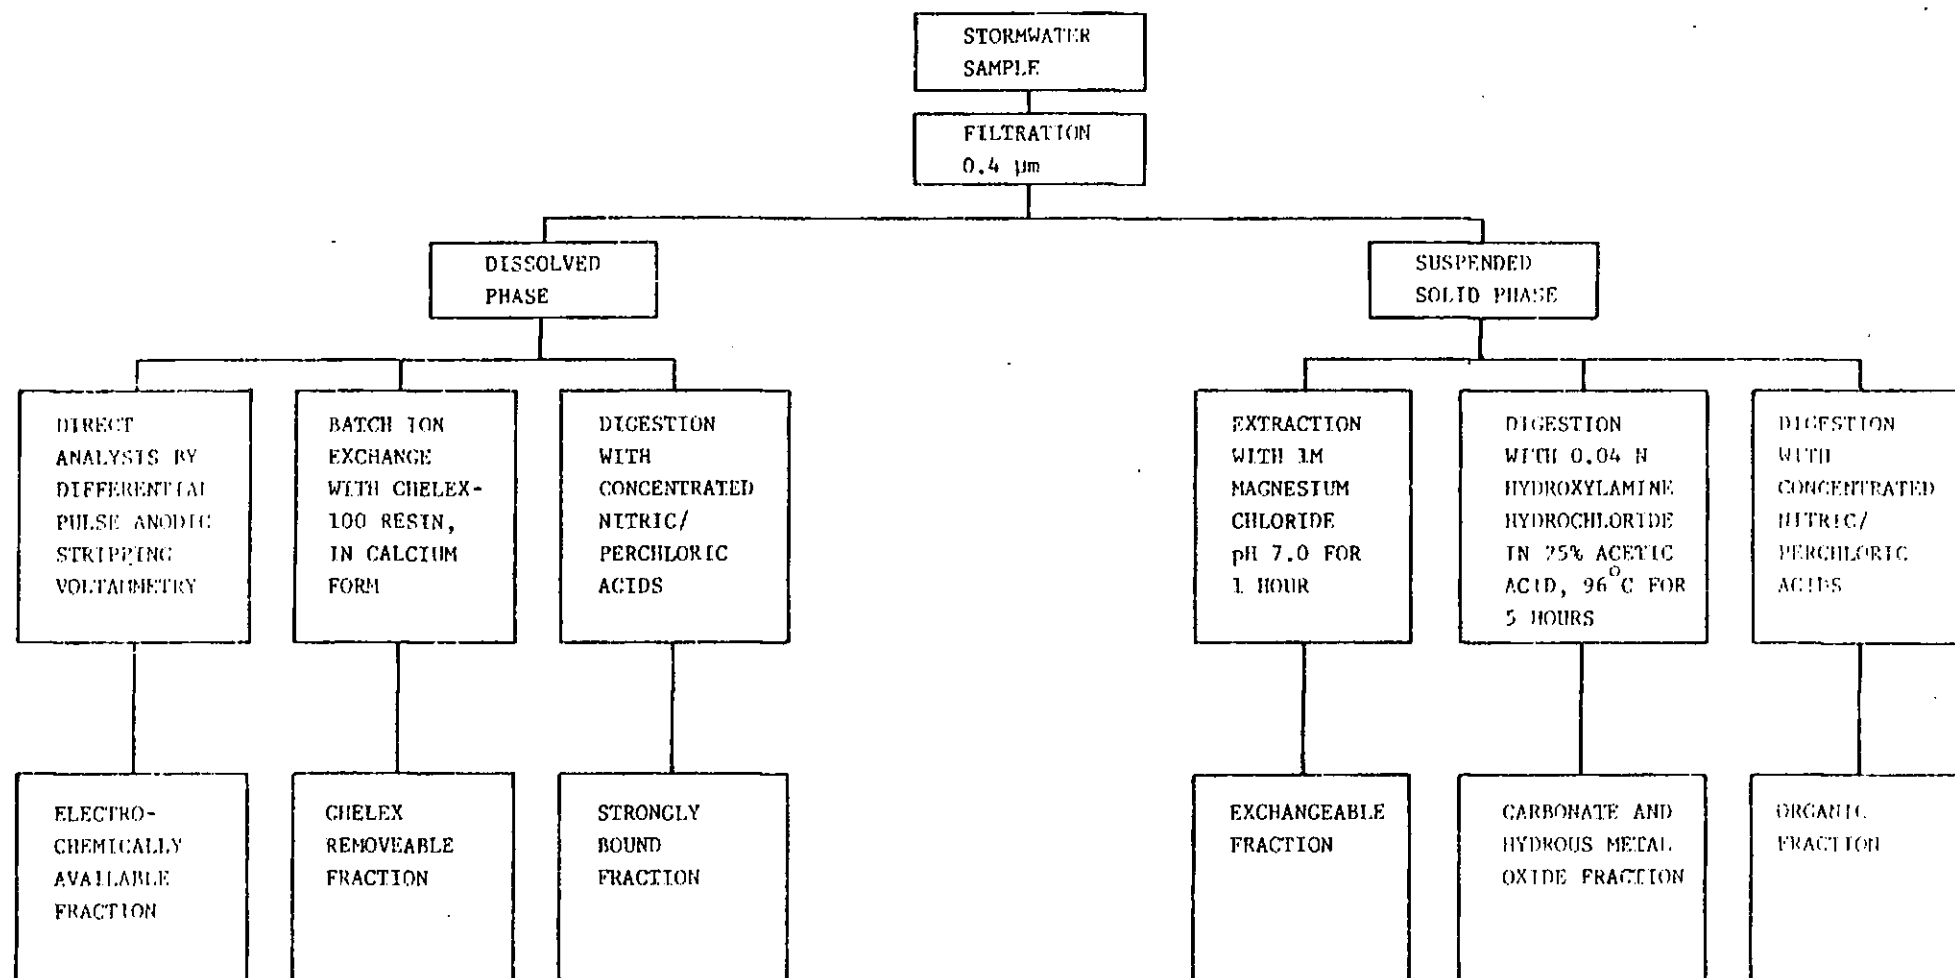 STORMWATER
SAMPLE
FILTRATION
0.4 µm
DISSOLVED
PHASE
SUSPENDED
SOLID PHASE
DIRECT
ANALYSIS BY
DIFFERENTIAL
PULSE ANODIC
STRIPPING
VOLTAMMETRY
BATCH ION
EXCHANGE
WITH CHELEX-
100 RESIN,
IN CALCIUM
FORM
DIGESTION
WITH
CONCENTRATED
NITRIC/
PERCHLORIC
ACIDS
EXTRACTION
WITH 1M
MAGNESIUM
CHLORIDE
pH 7.0 FOR
1 HOUR
DIGESTION
WITH 0.04 N
HYDROXYLAMINE
HYDROCHLORIDE
IN 25% ACETIC
ACID, 96°C FOR
5 HOURS
DIGESTION
WITH
CONCENTRATED
NITRIC/
PERCHLORIC
ACIDS
ELECTRO-
CHEMICALLY
AVAILABLE
FRACTION
CHELEX
REMOVEABLE
FRACTION
STRONGLY
BOUND
FRACTION
EXCHANGEABLE
FRACTION
CARBONATE AND
HYDROUS METAL
OXIDE FRACTION
ORGANIC
FRACTION